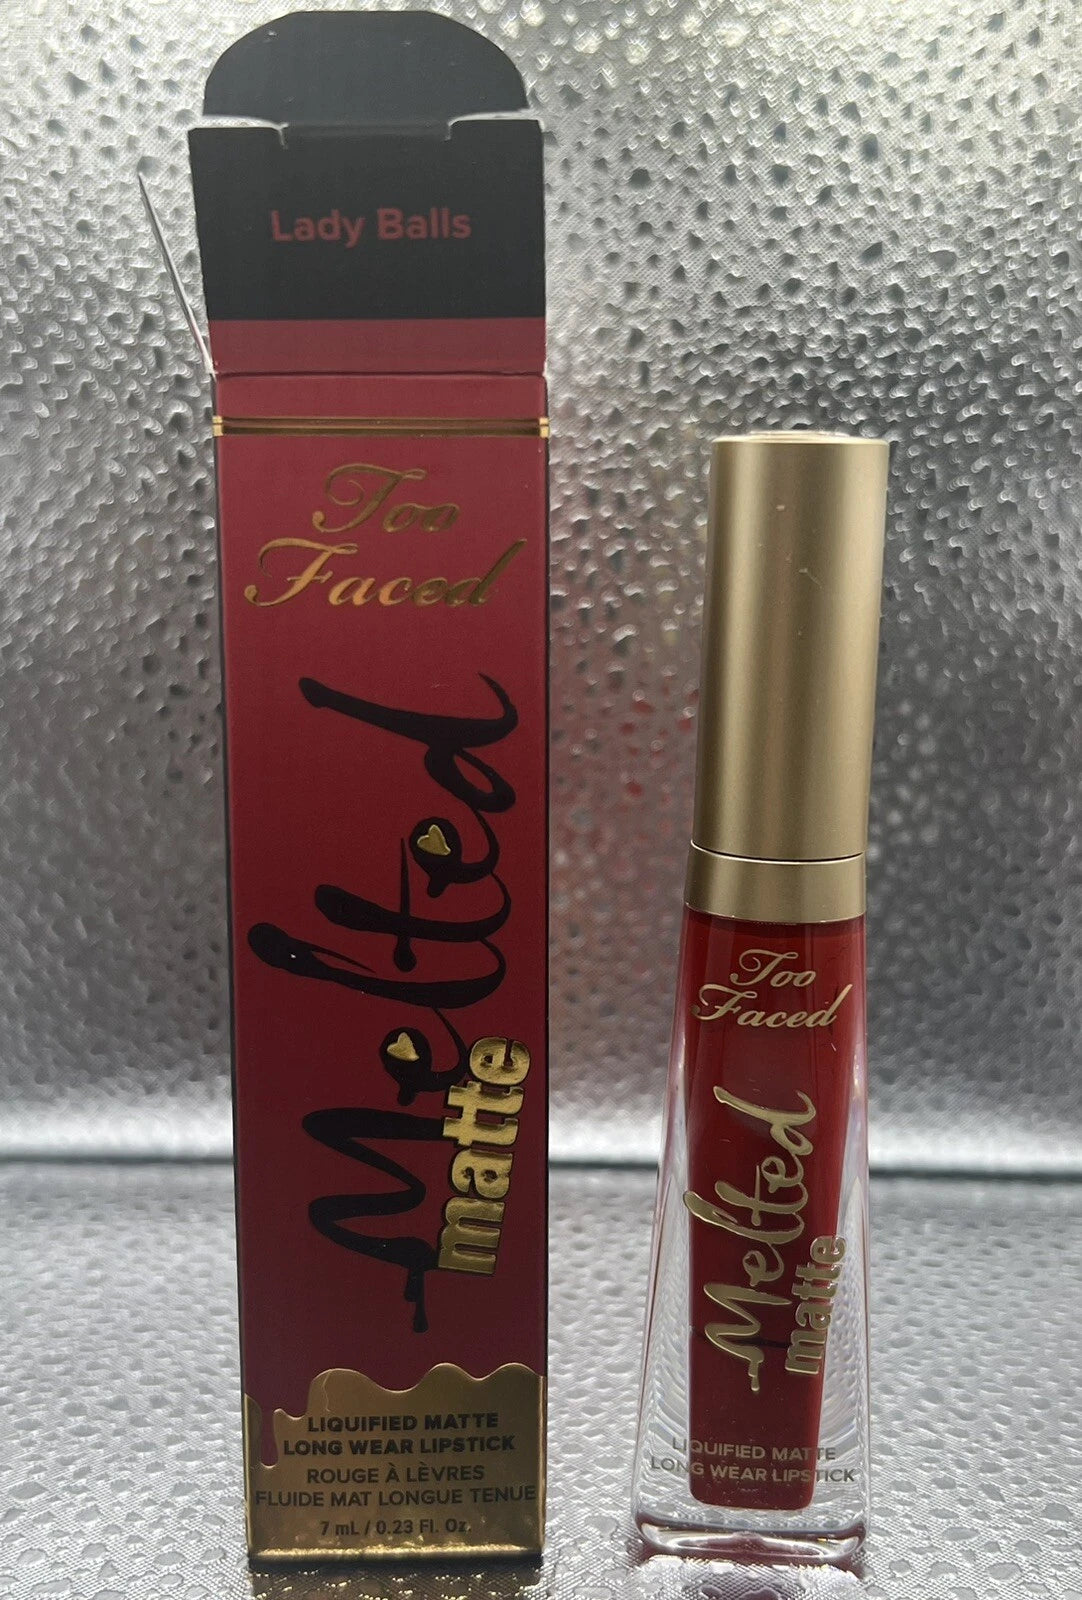 Lady Balls
Too
Faced
Melted
matte
LIQUIFIED MATTE
LONG WEAR LIPSTICK
ROUGE À LÈVRES
FLUIDE MAT LONGUE TENUE
7 mL / 0.23 Fl. Oz.
Too
Faced
Melted
matte
LIQUIFIED MATTE
LONG WEAR LIPSTICK